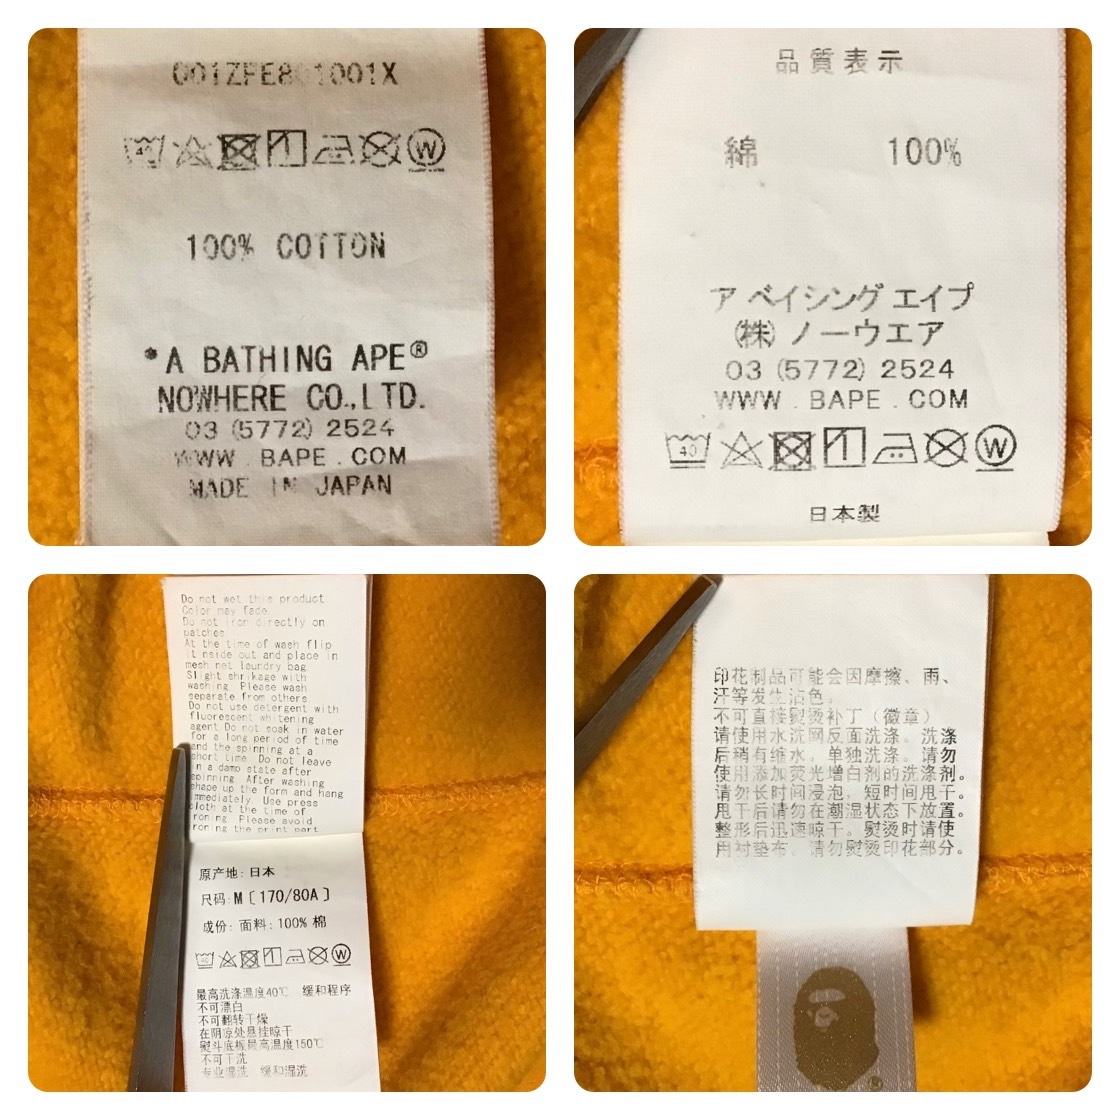 100% COTTON
*A BATHING APE®
NOWHERE CO.,LTD.
03 (5772) 2524
WWW . BAPE . COM
MADE IN JAPAN
品質表示
綿 100%
ア ベイシング エイプ
(株) ノーウエア
03 (5772) 2524
WWW . BAPE . COM
40
日本製
Do not wet this product
Color may fade
Do not iron directly on
patches
At the time of wash flip
it nside out and place in
mesh net laundry bag
Slight shrikage with
washing Please wash
separate from others
Do not use detergent with
fluorescent whitening
agent Do not soak in water
for a long period of time
and the spinning at a
short time Do not leave
in a damp state after
spinning After washing
shape up the form and hang
immediately Use press
cloth at the time of
ironing Please avoid
ironing the print part
原产地: 日本
尺码: M [170/80A]
成份: 面料: 100% 棉
最高洗涤温度40℃ 缓和程序
不可漂白
不可翻转干燥
在阴凉处悬挂晾干
熨斗底板最高温度150℃
不可干洗
专业湿洗 缓和湿洗
印花制品可能会因摩擦、雨、
汗等发生沾色。
不可直接熨烫补丁（徽章）
请使用水洗网反面洗涤。洗涤
后稍有缩水。单独洗涤。请勿
使用添加荧光增白剂的洗涤剂。
请勿长时间浸泡，短时间甩干。
甩干后请勿在潮湿状态下放置。
整形后迅速晾干。熨烫时请使
用衬垫布。请勿熨烫印花部分。